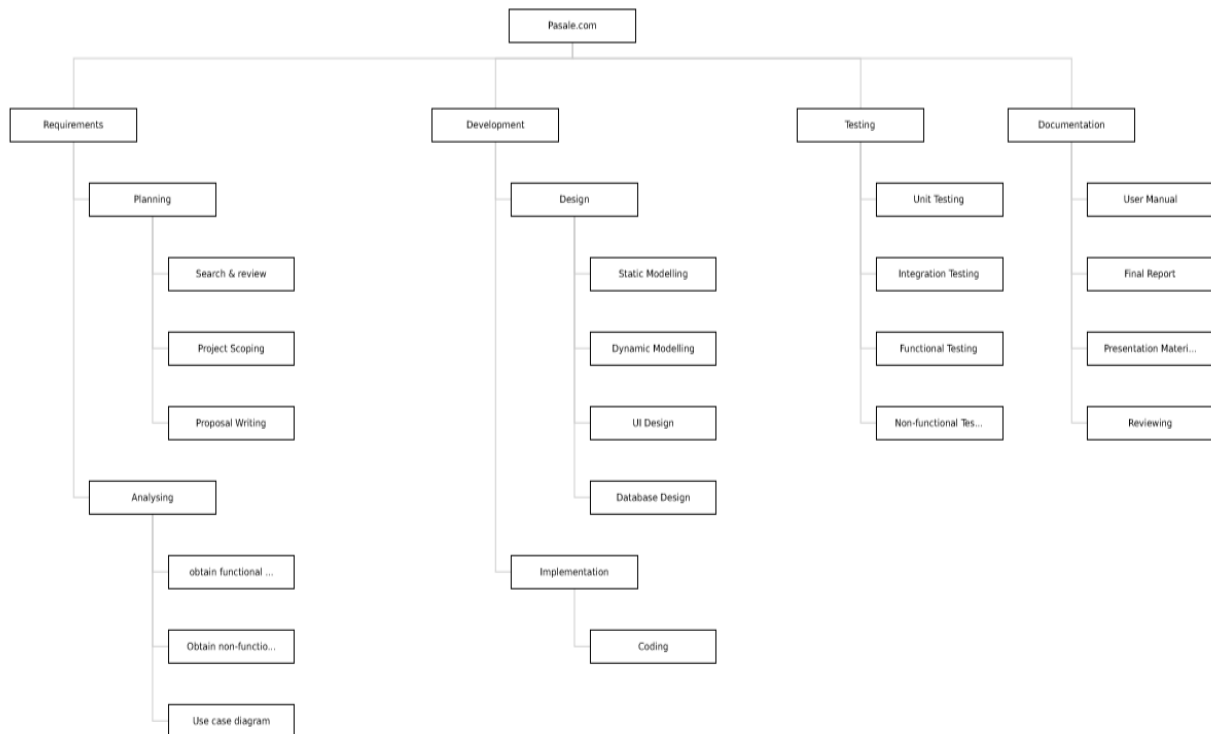 Pasale.com
Requirements
Development
Testing
Documentation
Planning
Design
Unit Testing
User Manual
Search & review
Static Modelling
Integration Testing
Final Report
Project Scoping
Dynamic Modelling
Functional Testing
Presentation Materi...
Proposal Writing
UI Design
Non-functional Tes...
Reviewing
Analysing
Database Design
obtain functional ...
Implementation
Obtain non-functio...
Coding
Use case diagram